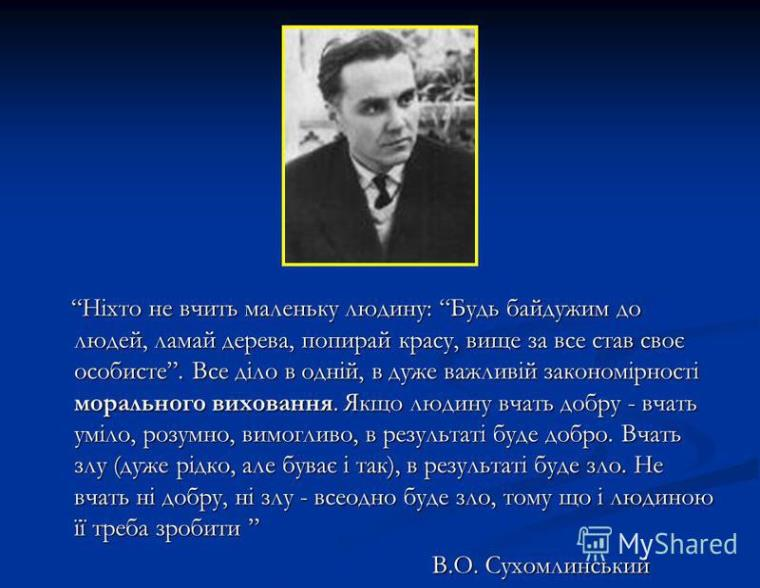 “Ніхто не вчить маленьку людину: “Будь байдужим до
людей, ламай дерева, попирай красу, вище за все став своє
особисте”. Все діло в одній, в дуже важливій закономірності
морального виховання. Якщо людину вчать добру - вчать
уміло, розумно, вимогливо, в результаті буде добро. Вчать
злу (дуже рідко, але буває і так), в результаті буде зло. Не
вчать ні добру, ні злу - всеодно буде зло, тому що і людиною
її треба зробити ”
MyShared
В.О. Сухомлинський